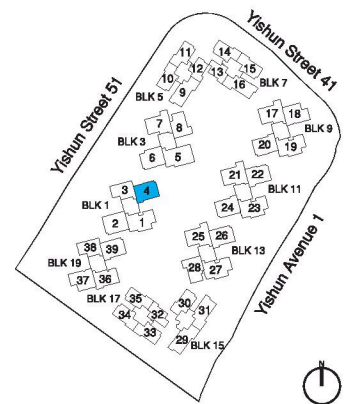 Yishun Street 41
Yishun Street 51
Yishun Avenue 1
11
12
10
9
BLK 5
14
15
13
16
BLK 7
7
8
BLK 3
6
5
17
18
BLK 9
20
19
3
4
BLK 1
2
1
21
22
BLK 11
24
23
25
26
BLK 13
28
27
38
39
BLK 19
37
36
BLK 17
35
34
32
33
30
31
29
BLK 15
N